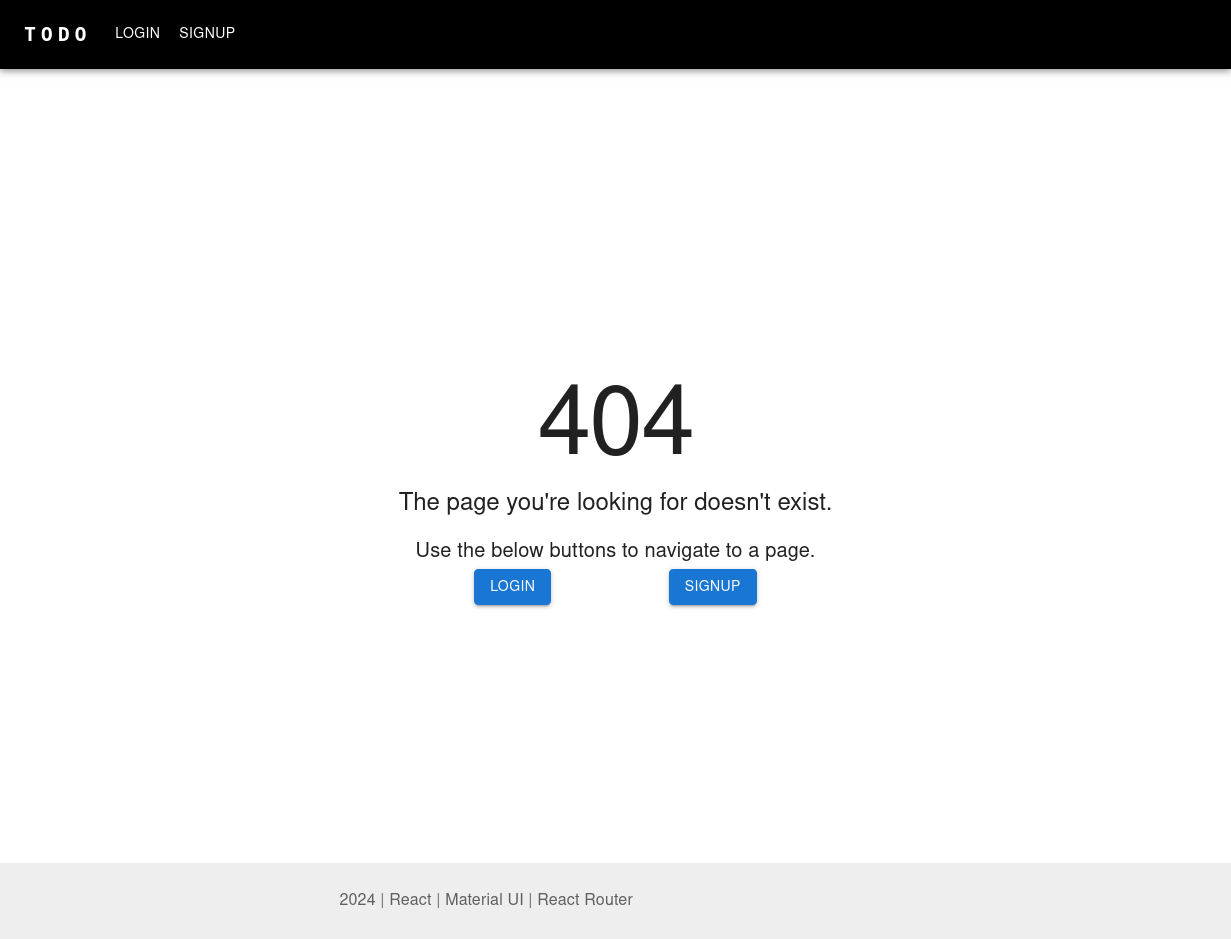 TODO LOGIN SIGNUP
404
The page you're looking for doesn't exist.
Use the below buttons to navigate to a page.
LOGIN SIGNUP
2024 | React | Material UI | React Router